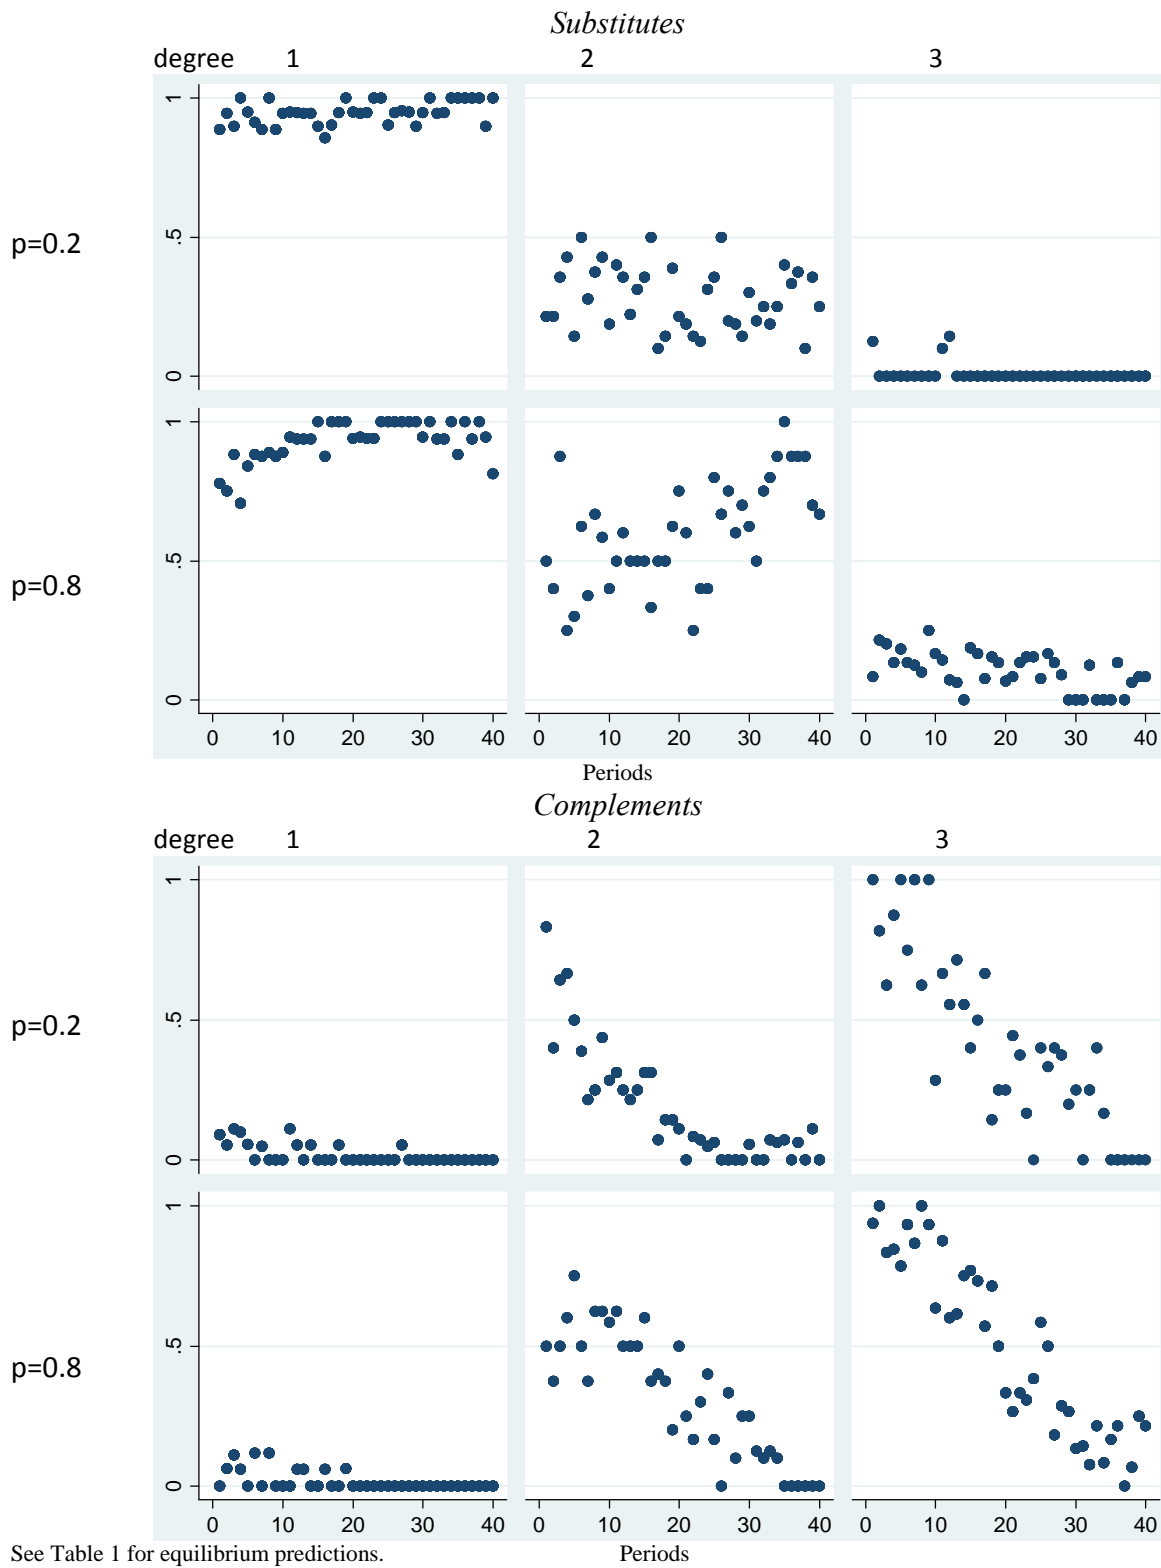 Substitutes
degree 1 2 3
1
.5
p=0.2
0
1
.5
p=0.8
0
0 10 20 30 40 0 10 20 30 40 0 10 20 30 40
Periods
Complements
degree 1 2 3
1
.5
p=0.2
0
1
.5
p=0.8
0
0 10 20 30 40 0 10 20 30 40 0 10 20 30 40
See Table 1 for equilibrium predictions. Periods